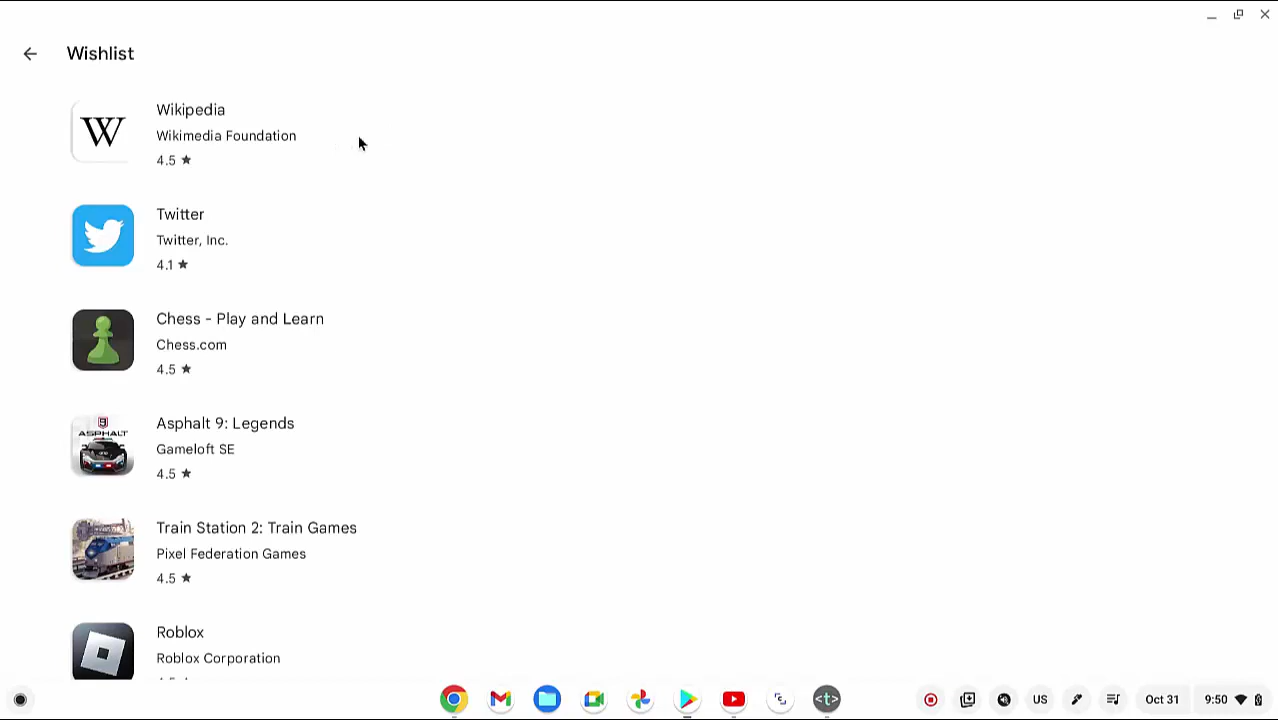 Wishlist
Wikipedia
Wikimedia Foundation
4.5 ★
Twitter
Twitter, Inc.
4.1 ★
Chess - Play and Learn
Chess.com
4.5 ★
Asphalt 9: Legends
Gameloft SE
4.5 ★
ASPHALT
9
Train Station 2: Train Games
Pixel Federation Games
4.5 ★
Roblox
Roblox Corporation
US
Oct 31
9:50